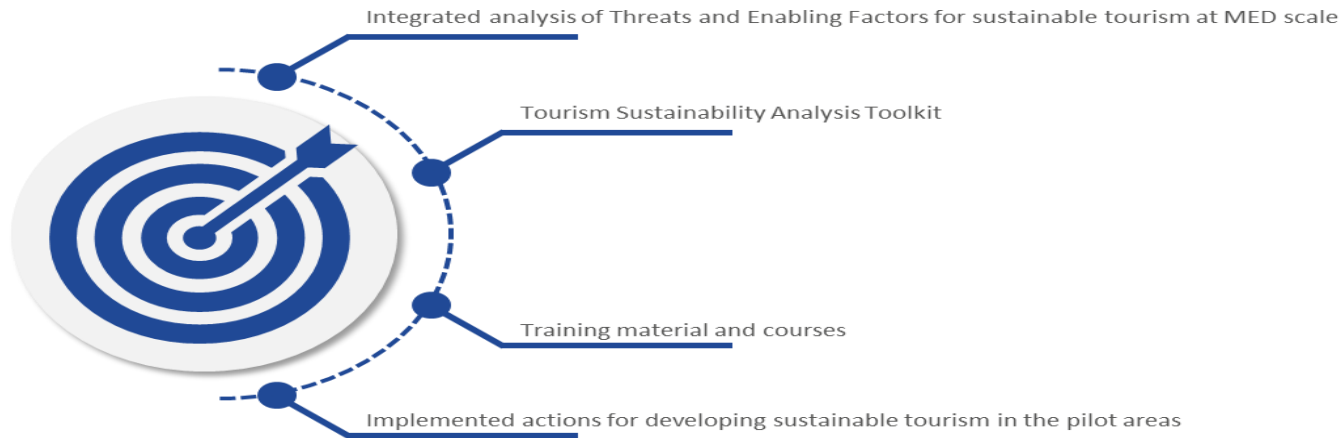 Integrated analysis of Threats and Enabling Factors for sustainable tourism at MED scale
Tourism Sustainability Analysis Toolkit
Training material and courses
Implemented actions for developing sustainable tourism in the pilot areas